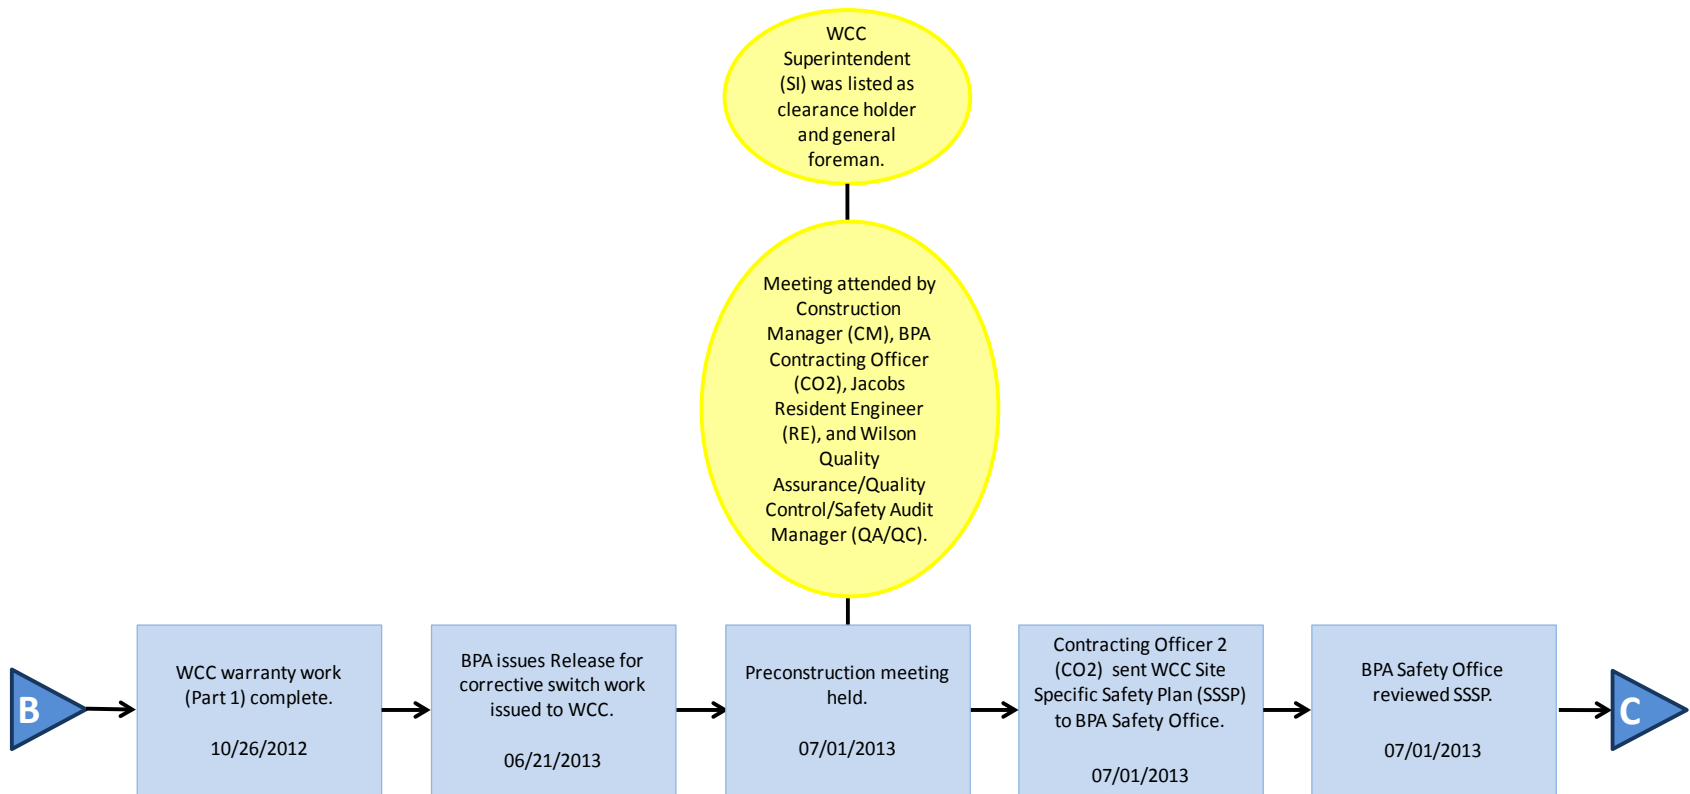 WCC
Superintendent
(SI) was listed as
clearance holder
and general
foreman.
Meeting attended by
Construction
Manager (CM), BPA
Contracting Officer
(CO2), Jacobs
Resident Engineer
(RE), and Wilson
Quality
Assurance/Quality
Control/Safety Audit
Manager (QA/QC).
B
WCC warranty work
(Part 1) complete.
10/26/2012
BPA issues Release for
corrective switch work
issued to WCC.
06/21/2013
Preconstruction meeting
held.
07/01/2013
Contracting Officer 2
(CO2) sent WCC Site
Specific Safety Plan (SSSP)
to BPA Safety Office.
07/01/2013
BPA Safety Office
reviewed SSSP.
07/01/2013
C